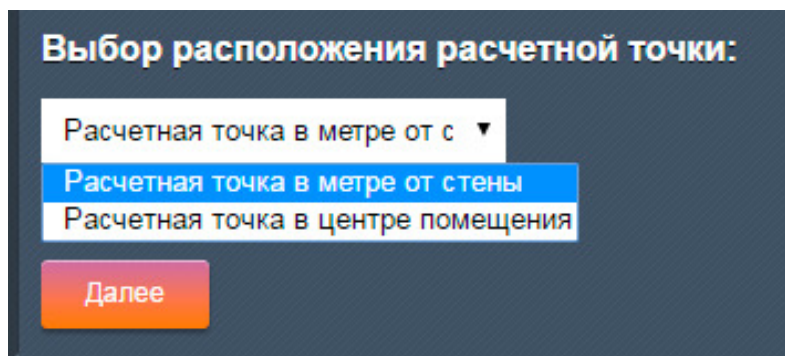 Выбор расположения расчетной точки:
Расчетная точка в метре от с
Расчетная точка в метре от стены
Расчетная точка в центре помещения
Далее